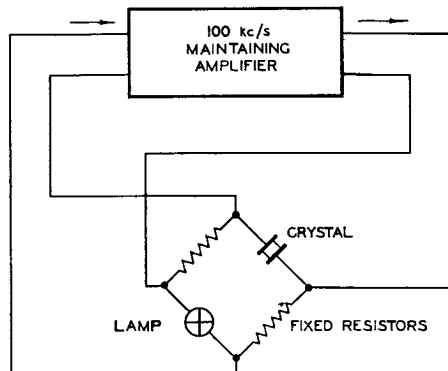 100 kc/s
MAINTAINING
AMPLIFIER
CRYSTAL
LAMP
FIXED RESISTORS